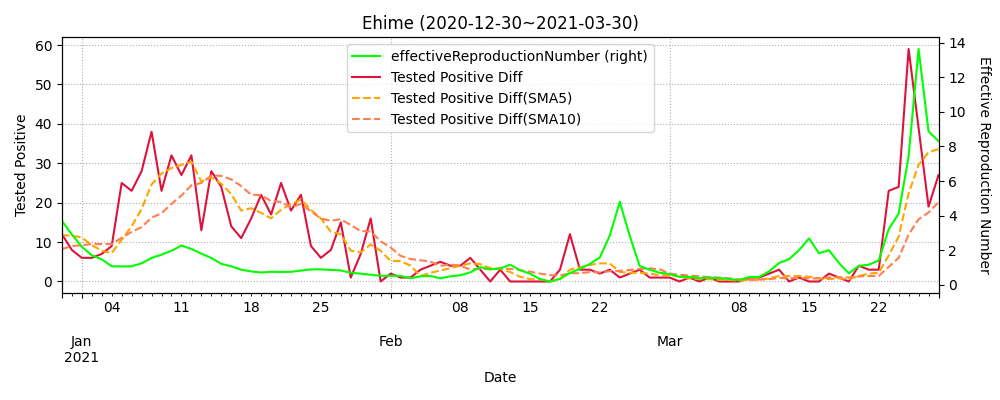 Ehime (2020-12-30~2021-03-30)
effectiveReproductionNumber (right)
Tested Positive Diff
Tested Positive Diff(SMA5)
Tested Positive Diff(SMA10)
Tested Positive
60
50
40
30
20
10
0
Effective Reproduction Number
14
12
10
8
6
4
2
0
04 11 18 25 08 15 22 08 15 22
Jan Feb Mar
2021
Date